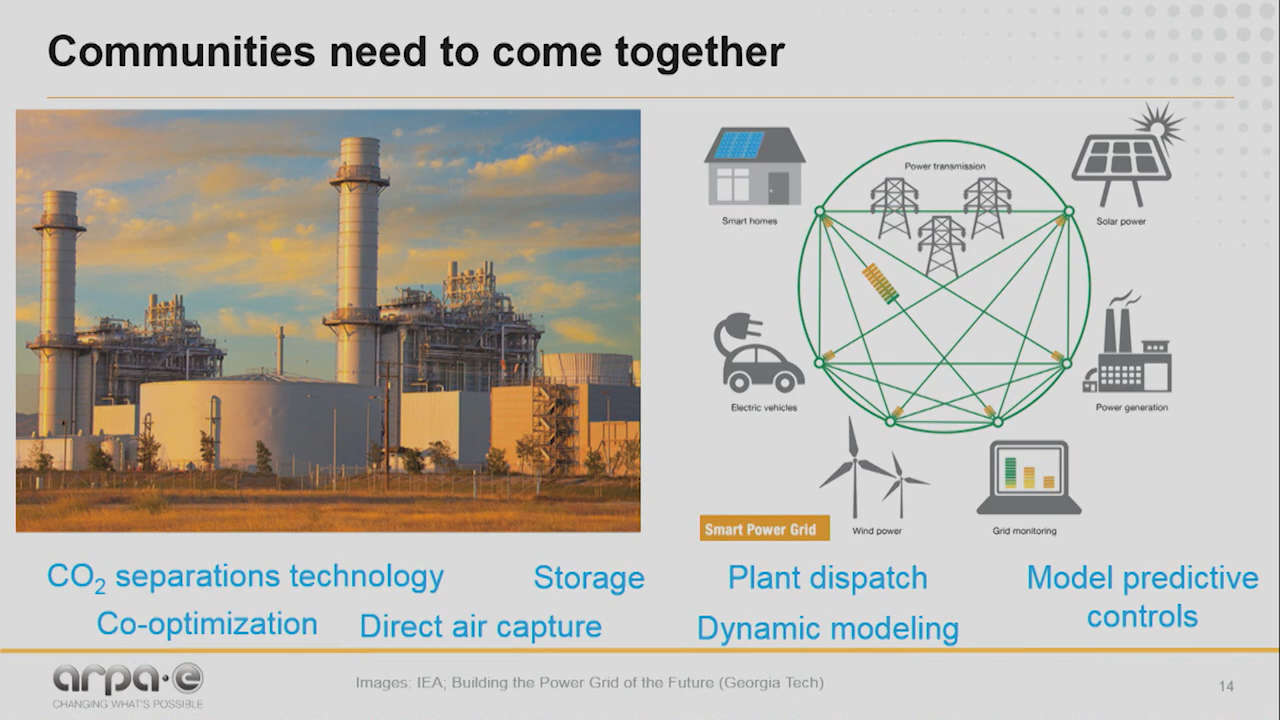 Communities need to come together
Power transmission
Smart homes
Solar power
Electric vehicles
Power generation
Smart Power Grid
Wind power
Grid monitoring
CO2 separations technology
Storage
Plant dispatch
Model predictive
controls
Co-optimization
Direct air capture
Dynamic modeling
arpa·e
CHANGING WHAT'S POSSIBLE
Images: IEA; Building the Power Grid of the Future (Georgia Tech)
14